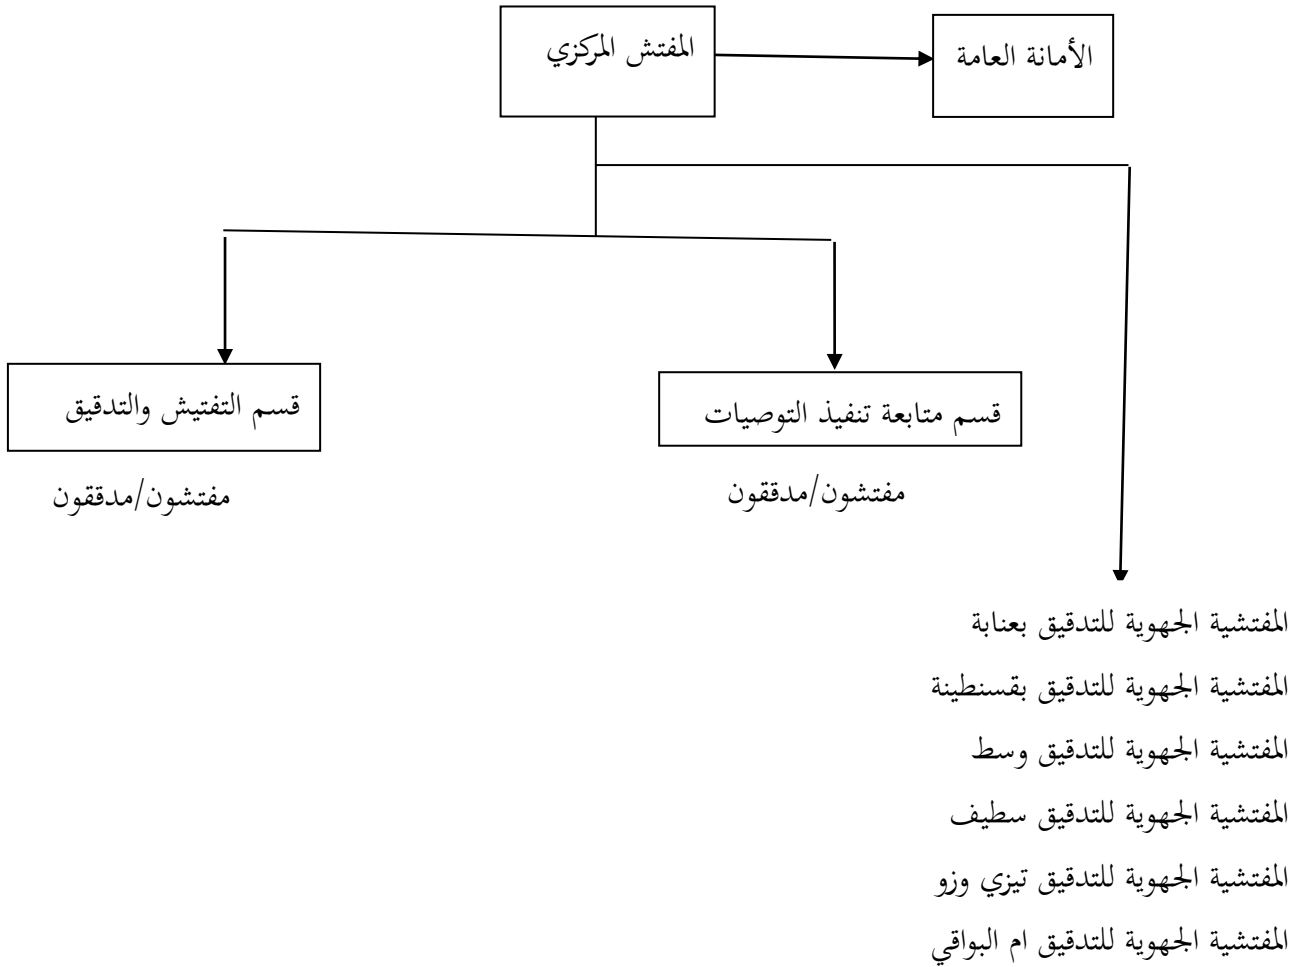 الأمانة العامة
المفتش المركزي
قسم متابعة تنفيذ التوصيات
قسم التفتيش والتدقيق
مفتشون/مدققون
مفتشون/مدققون
المفتشية الجهوية للتدقيق بعنابة
المفتشية الجهوية للتدقيق بقسنطينة
المفتشية الجهوية للتدقيق وسط
المفتشية الجهوية للتدقيق سطيف
المفتشية الجهوية للتدقيق تيزي وزو
المفتشية الجهوية للتدقيق ام البواقي